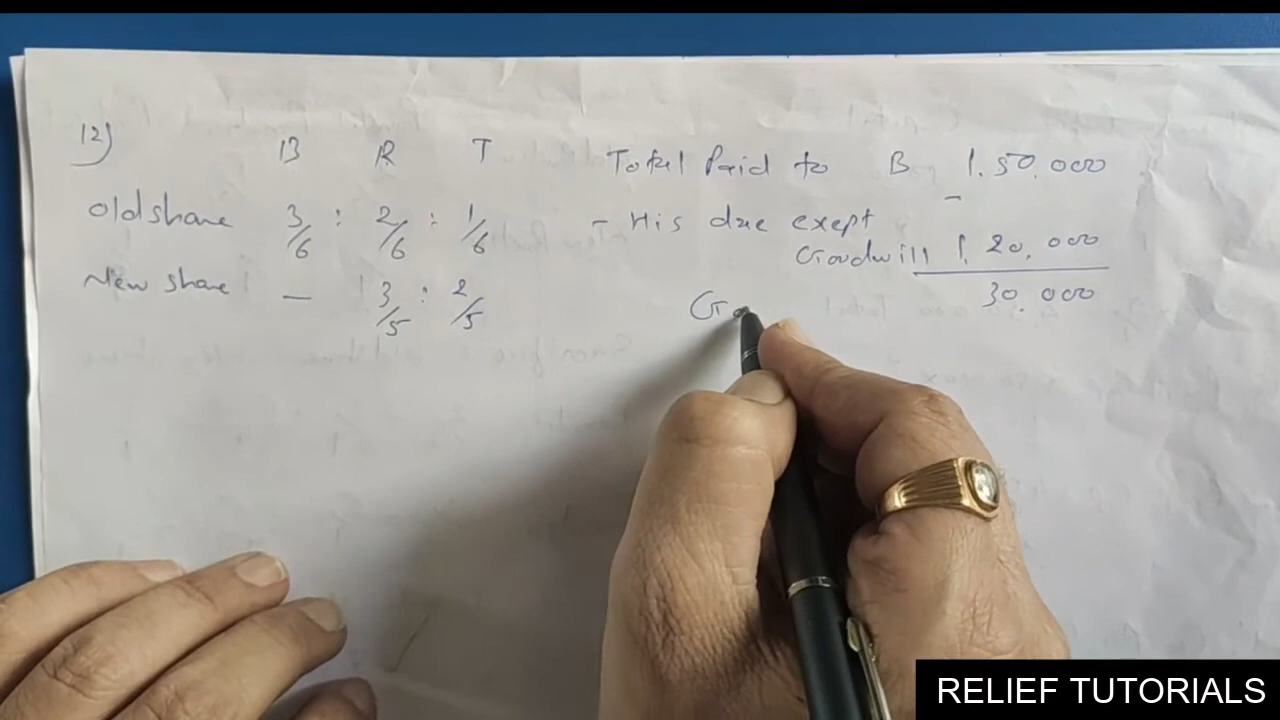 12)
B R T
Old share 3/6 : 2/6 : 1/6
New share — 3/5 : 2/5
Total Paid to B 1,50,000
-
- His due exept
Goodwill 1,20,000
30,000
Go
RELIEF TUTORIALS